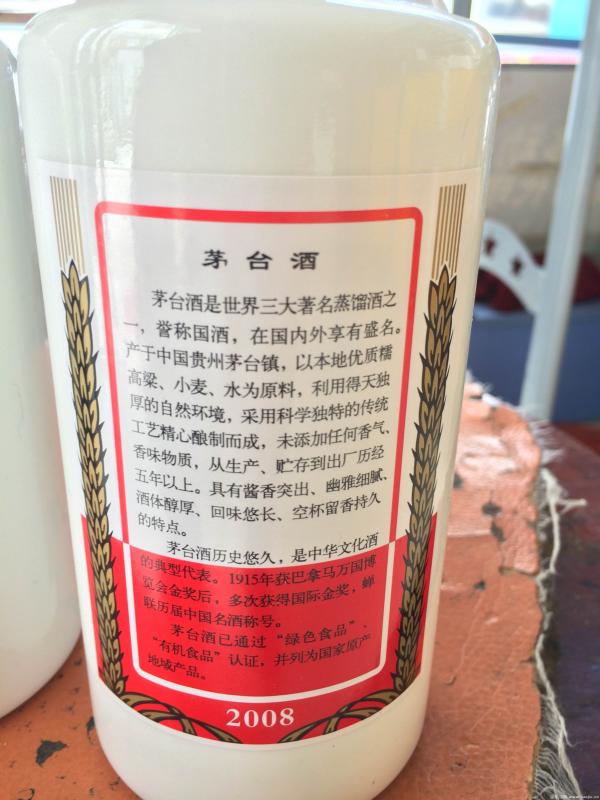 茅台酒
茅台酒是世界三大著名蒸馏酒之
一，誉称国酒，在国内外享有盛名。
产于中国贵州茅台镇，以本地优质糯
高粱、小麦、水为原料，利用得天独
厚的自然环境，采用科学独特的传统
工艺精心酿制而成，未添加任何香气、
香味物质，从生产、贮存到出厂历经
五年以上。具有酱香突出、幽雅细腻、
酒体醇厚、回味悠长、空杯留香持久
的特点。
茅台酒历史悠久，是中华文化酒
的典型代表。1915年获巴拿马万国博
览会金奖后，多次获得国际金奖，蝉
联历届中国名酒称号。
茅台酒已通过“绿色食品”、
“有机食品”认证，并列为国家原产
地域产品。
2008